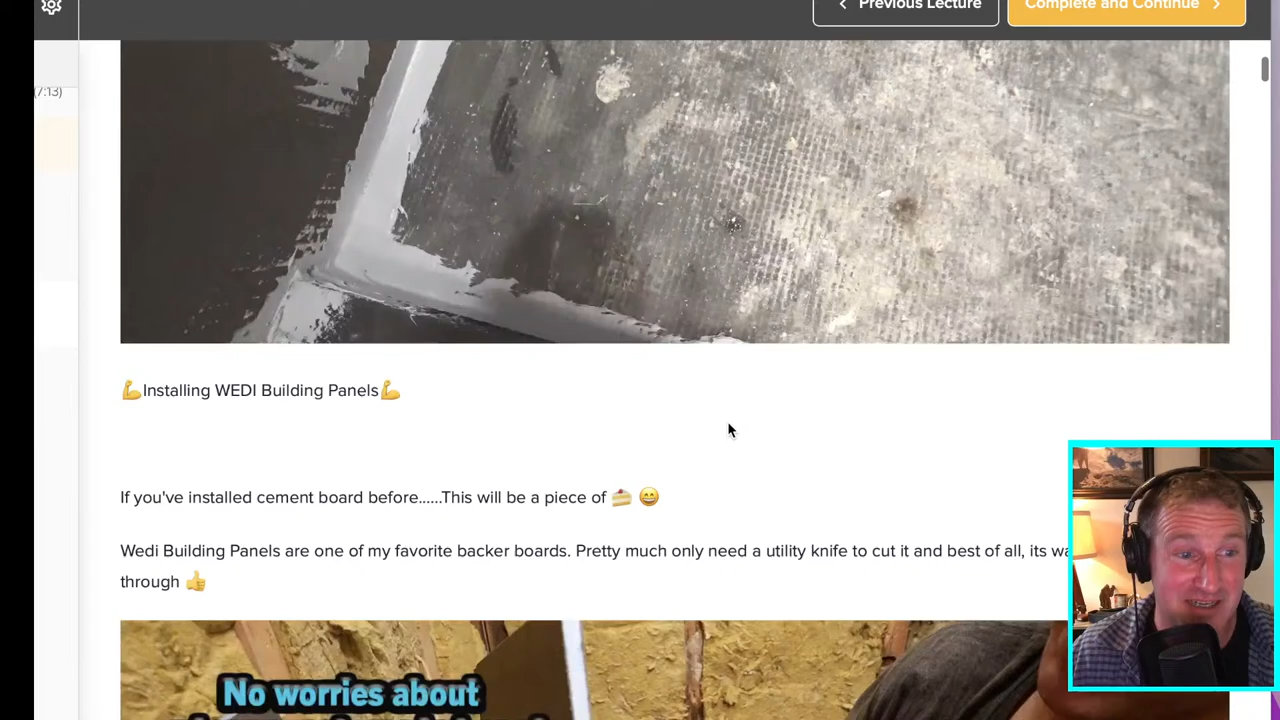 Previous Lecture
Complete and Continue
(7:13)
💪Installing WEDI Building Panels💪
If you've installed cement board before......This will be a piece of 🍰 😄
Wedi Building Panels are one of my favorite backer boards. Pretty much only need a utility knife to cut it and best of all, its
through 👍
No worries about